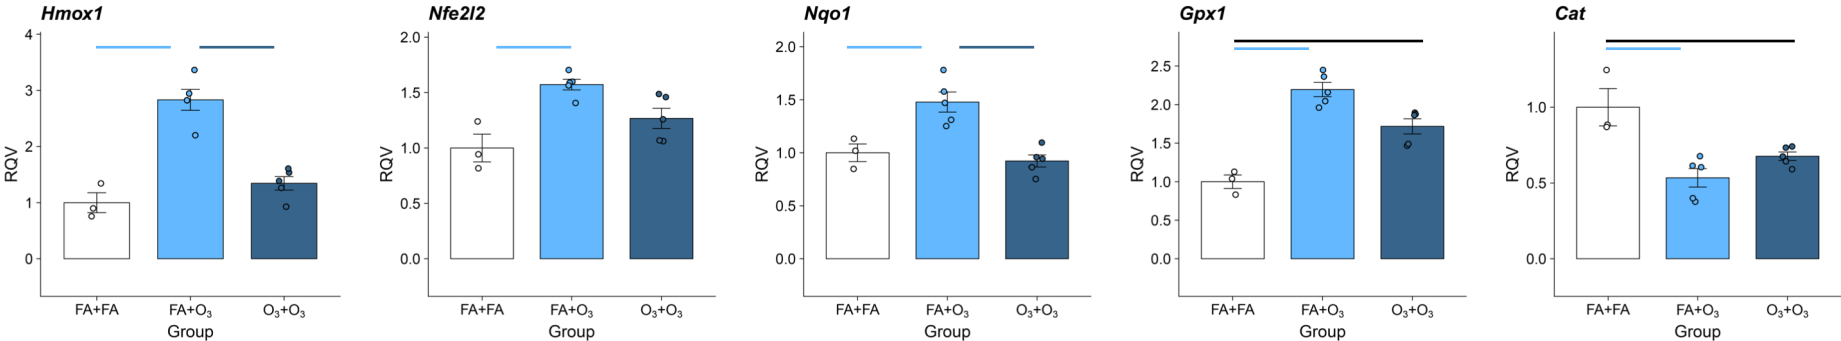 Hmox1
4
3
2
1
0
RQV
FA+FA
FA+O₃
O₃+O₃
Group
Nfe2l2
2.0
1.5
1.0
0.5
0.0
RQV
FA+FA
FA+O₃
O₃+O₃
Group
Nqo1
2.0
1.5
1.0
0.5
0.0
RQV
FA+FA
FA+O₃
O₃+O₃
Group
Gpx1
2.5
2.0
1.5
1.0
0.5
0.0
RQV
FA+FA
FA+O₃
O₃+O₃
Group
Cat
1.0
0.5
0.0
RQV
FA+FA
FA+O₃
O₃+O₃
Group